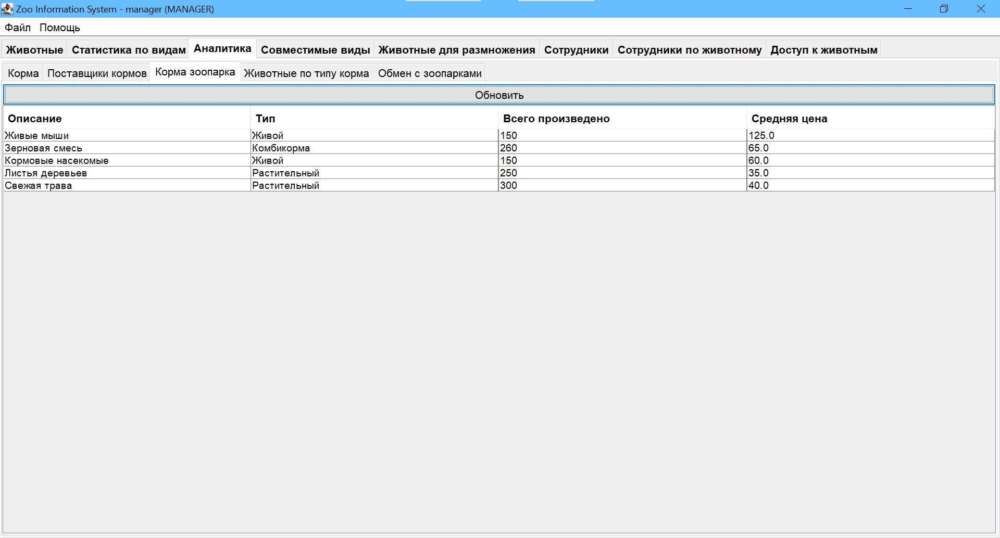 Zoo Information System - manager (MANAGER)
Файл Помощь
Животные Статистика по видам Аналитика Совместимые виды Животные для размножения Сотрудники Сотрудники по животному Доступ к животным
Корма Поставщики кормов Корма зоопарка Животные по типу корма Обмен с зоопарками
Обновить
Описание Тип Всего произведено Средняя цена
Живые мыши Живой 150 125.0
Зерновая смесь Комбикорма 260 65.0
Кормовые насекомые Живой 150 60.0
Листья деревьев Растительный 250 35.0
Свежая трава Растительный 300 40.0